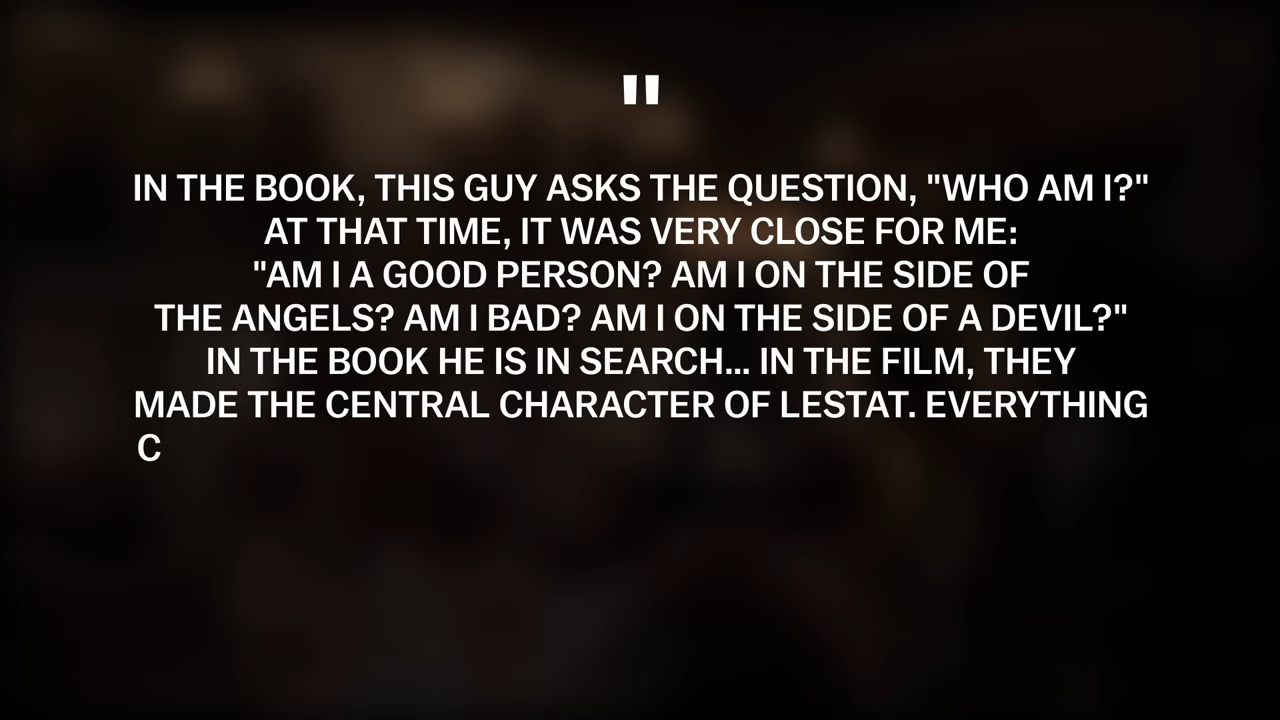 "
IN THE BOOK, THIS GUY ASKS THE QUESTION, "WHO AM I?"
AT THAT TIME, IT WAS VERY CLOSE FOR ME:
"AM I A GOOD PERSON? AM I ON THE SIDE OF
THE ANGELS? AM I BAD? AM I ON THE SIDE OF A DEVIL?"
IN THE BOOK HE IS IN SEARCH... IN THE FILM, THEY
MADE THE CENTRAL CHARACTER OF LESTAT. EVERYTHING
C